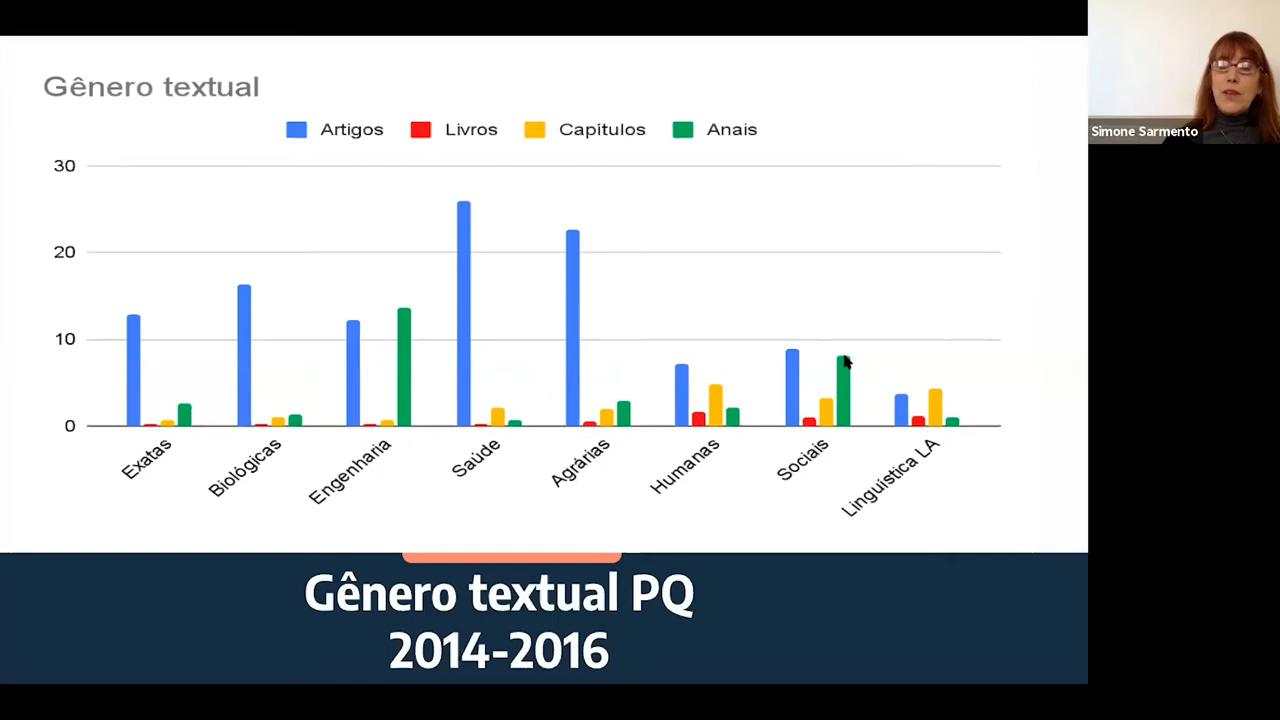 Gênero textual
Artigos Livros Capítulos Anais
30
20
10
0
Exatas Biológicas Engenharia Saúde Agrárias Humanas Sociais Linguística LA
Gênero textual PQ
2014-2016
Simone Sarmento